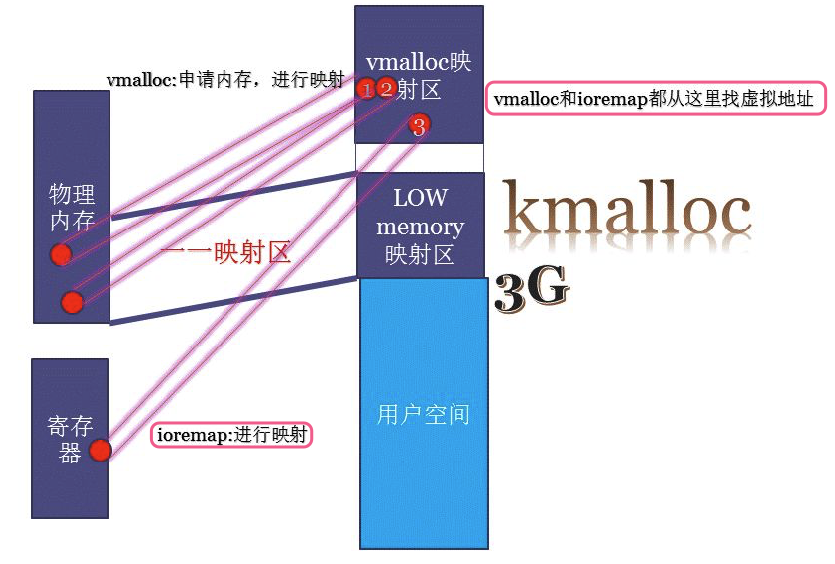 vmalloc映
射区
vmalloc:申请内存，进行映射
1
2
3
vmalloc和ioremap都从这里找虚拟地址
物理
内存
LOW
memory
映射区
kmalloc
一一映射区
3G
用户空间
寄存
器
ioremap:进行映射